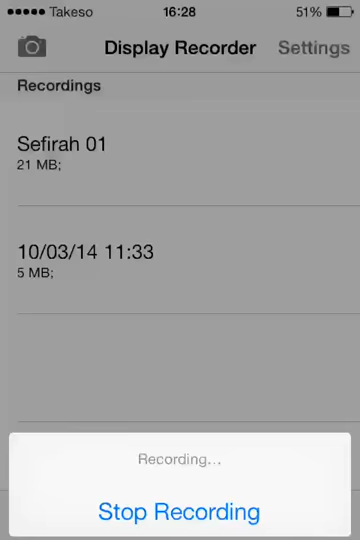 ●●●●● Takeso 16:28 51%
Display Recorder Settings
Recordings
Sefirah 01
21 MB;
10/03/14 11:33
5 MB;
Recording...
Stop Recording